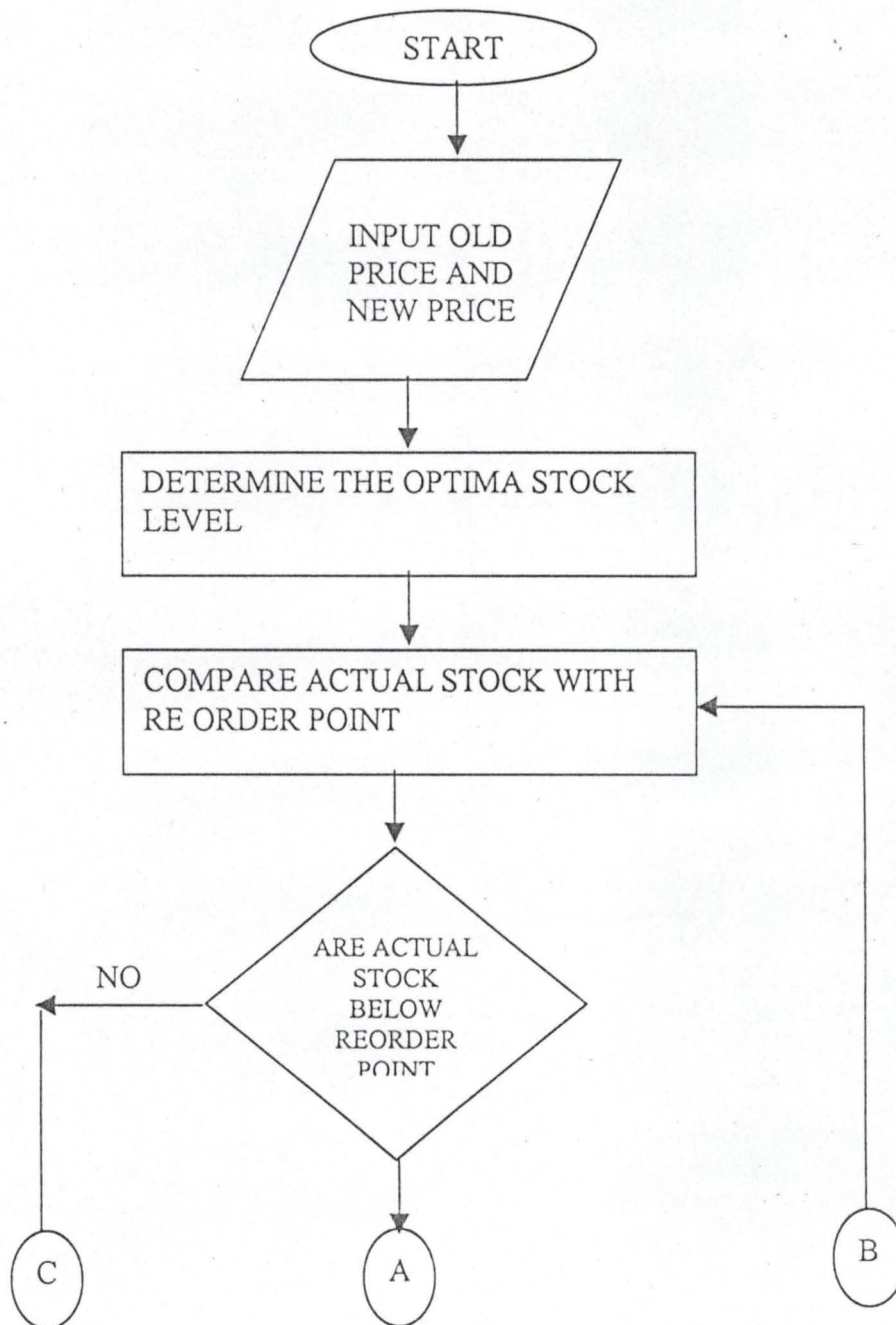 START
INPUT OLD
PRICE AND
NEW PRICE
DETERMINE THE OPTIMA STOCK
LEVEL
COMPARE ACTUAL STOCK WITH
RE ORDER POINT
ARE ACTUAL
STOCK
BELOW
REORDER
POINT
NO
C
A
B